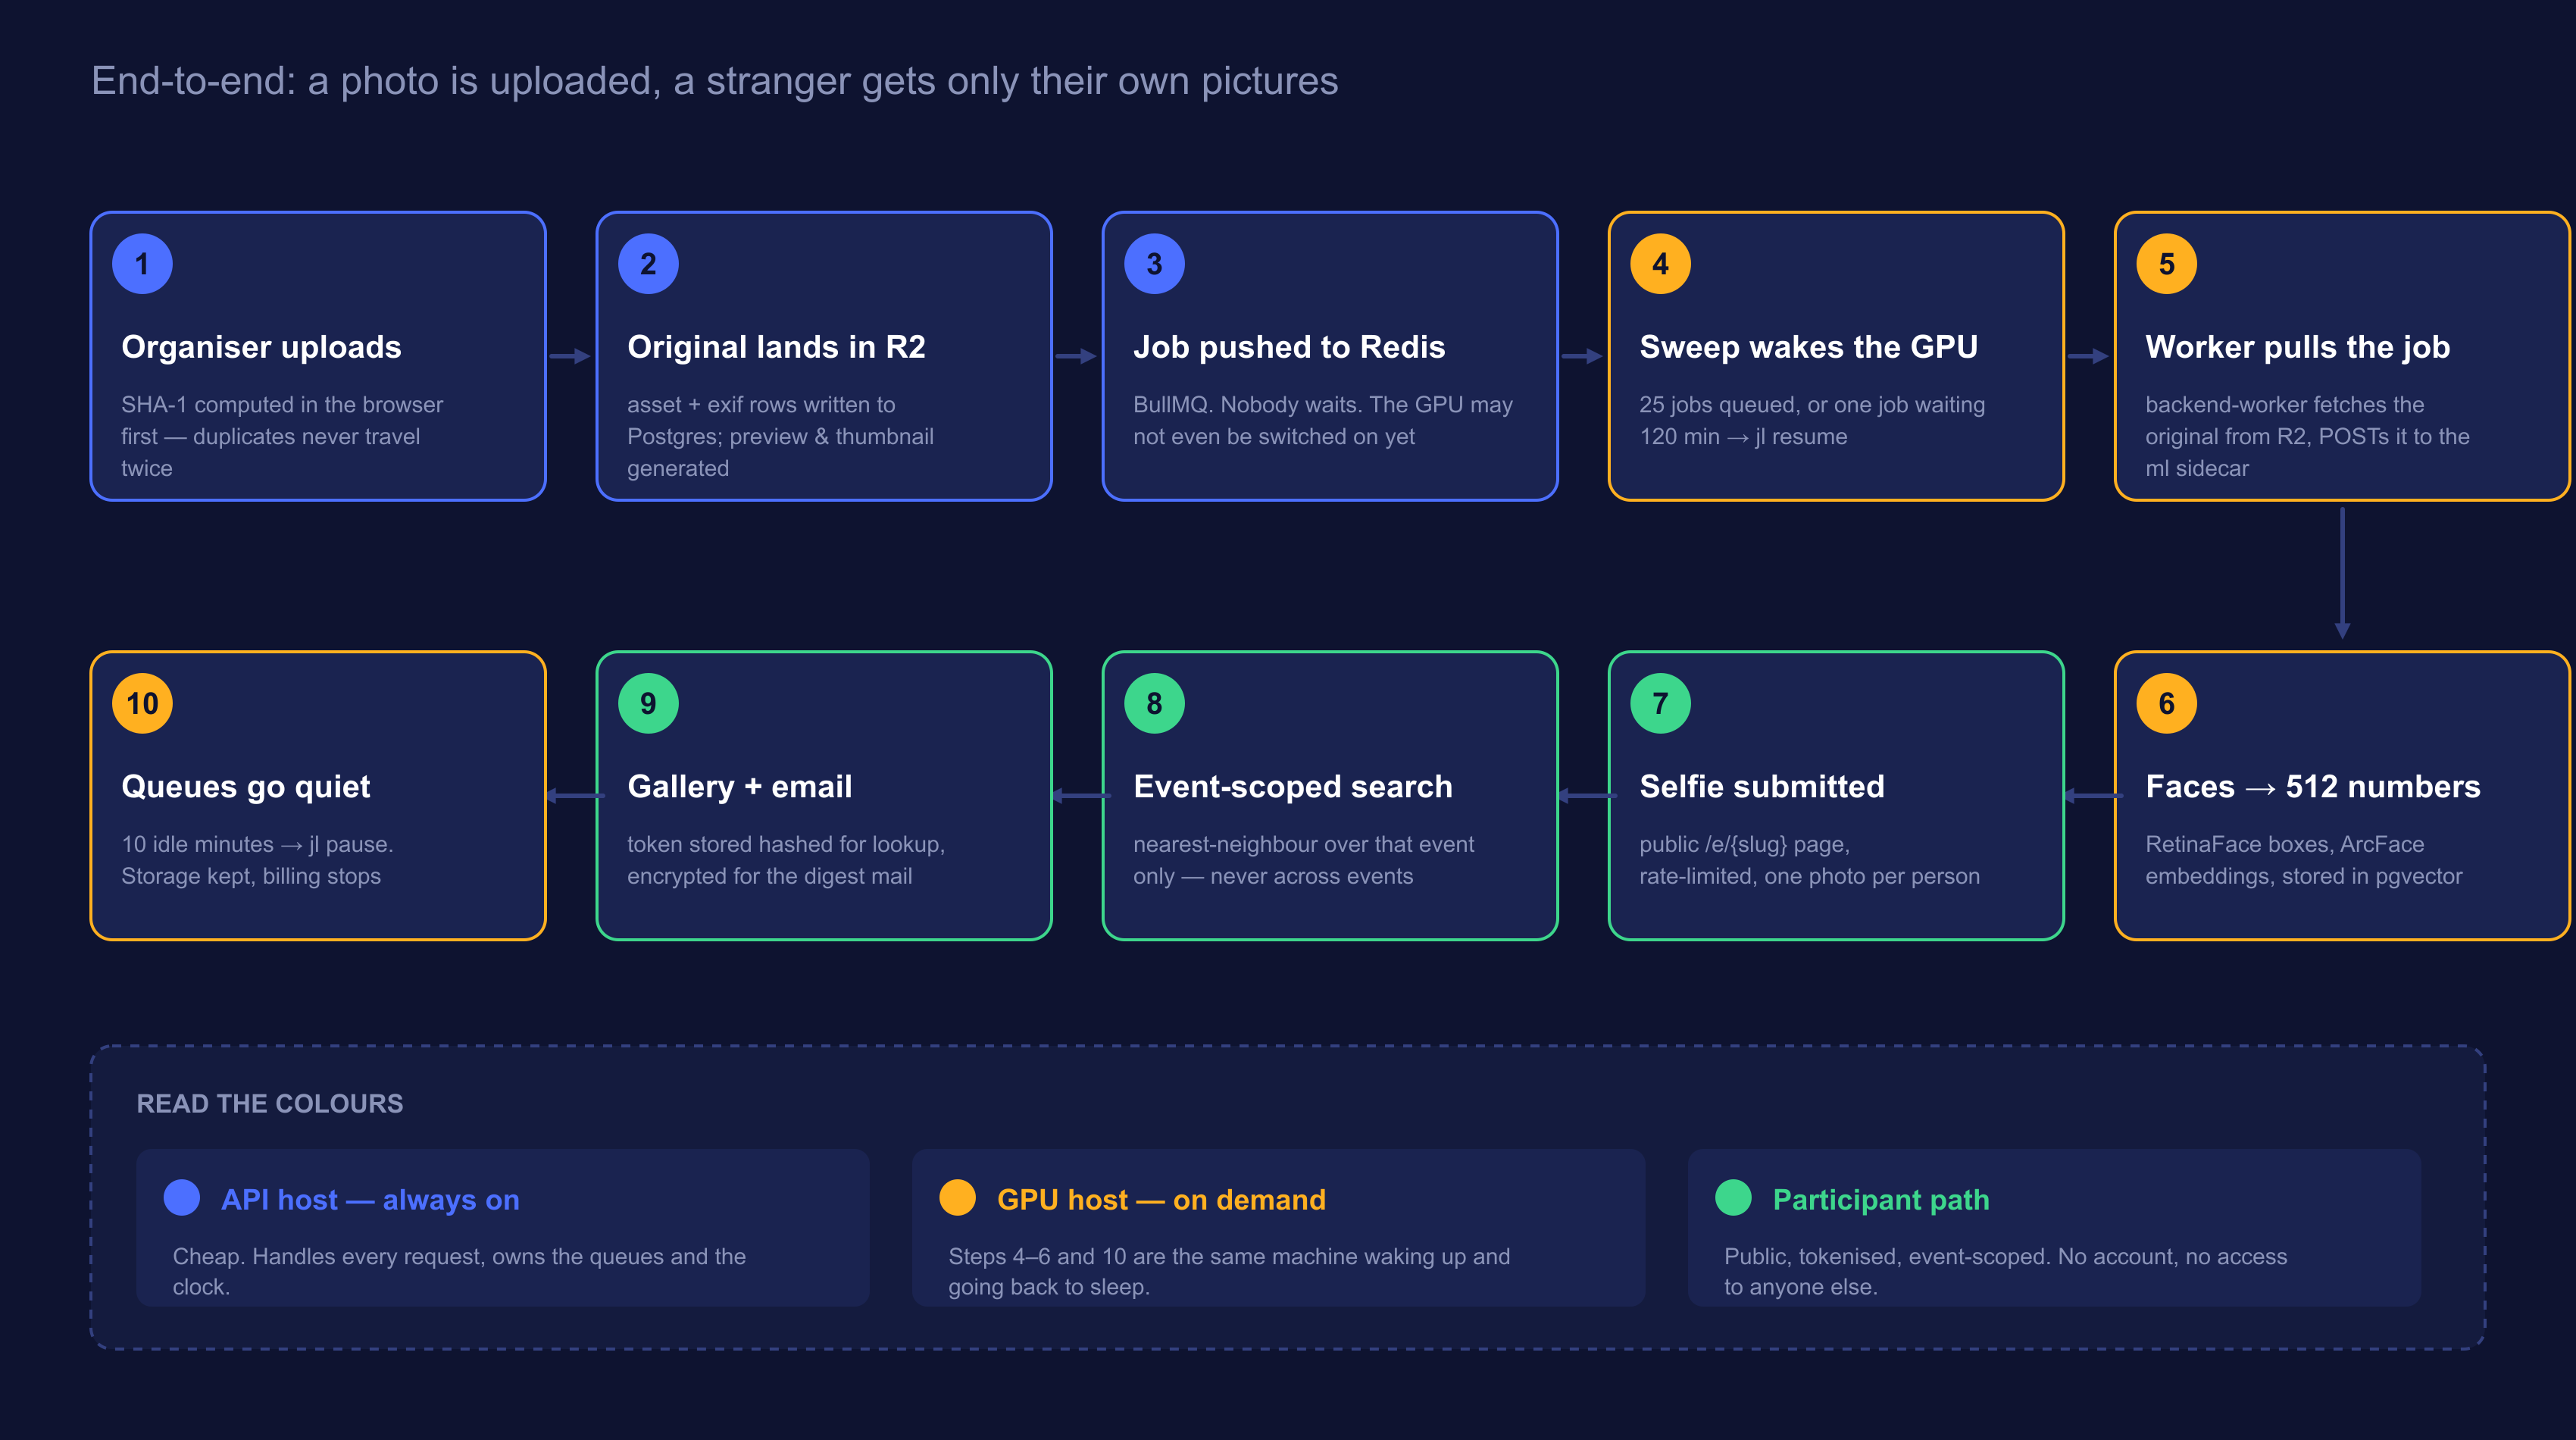 End-to-end: a photo is uploaded, a stranger gets only their own pictures
1
Organiser uploads
SHA-1 computed in the browser
first — duplicates never travel
twice
2
Original lands in R2
asset + exif rows written to
Postgres; preview & thumbnail
generated
3
Job pushed to Redis
BullMQ. Nobody waits. The GPU may
not even be switched on yet
4
Sweep wakes the GPU
25 jobs queued, or one job waiting
120 min → jl resume
5
Worker pulls the job
backend-worker fetches the
original from R2, POSTs it to the
ml sidecar
6
Faces → 512 numbers
RetinaFace boxes, ArcFace
embeddings, stored in pgvector
7
Selfie submitted
public /e/{slug} page,
rate-limited, one photo per person
8
Event-scoped search
nearest-neighbour over that event
only — never across events
9
Gallery + email
token stored hashed for lookup,
encrypted for the digest mail
10
Queues go quiet
10 idle minutes → jl pause.
Storage kept, billing stops
READ THE COLOURS
API host — always on
Cheap. Handles every request, owns the queues and the
clock.
GPU host — on demand
Steps 4–6 and 10 are the same machine waking up and
going back to sleep.
Participant path
Public, tokenised, event-scoped. No account, no access
to anyone else.